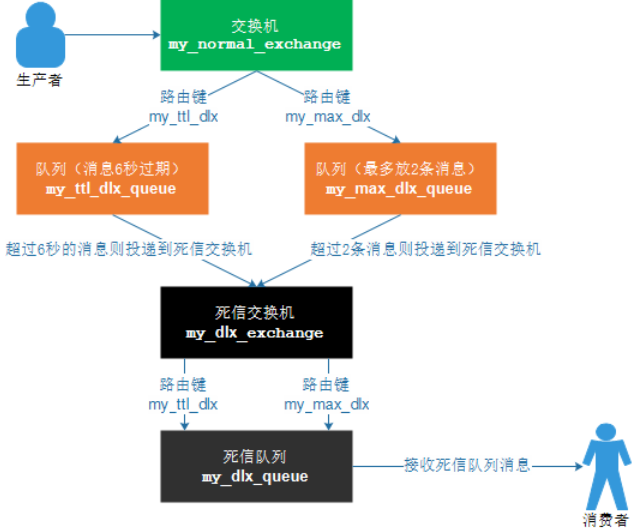 交换机
my_normal_exchange
生产者
路由键
my_ttl_dlx
路由键
my_max_dlx
队列（消息6秒过期）
my_ttl_dlx_queue
队列（最多放2条消息）
my_max_dlx_queue
超过6秒的消息则投递到死信交换机
超过2条消息则投递到死信交换机
死信交换机
my_dlx_exchange
路由键
my_ttl_dlx
路由键
my_max_dlx
死信队列
my_dlx_queue
接收死信队列消息
消费者